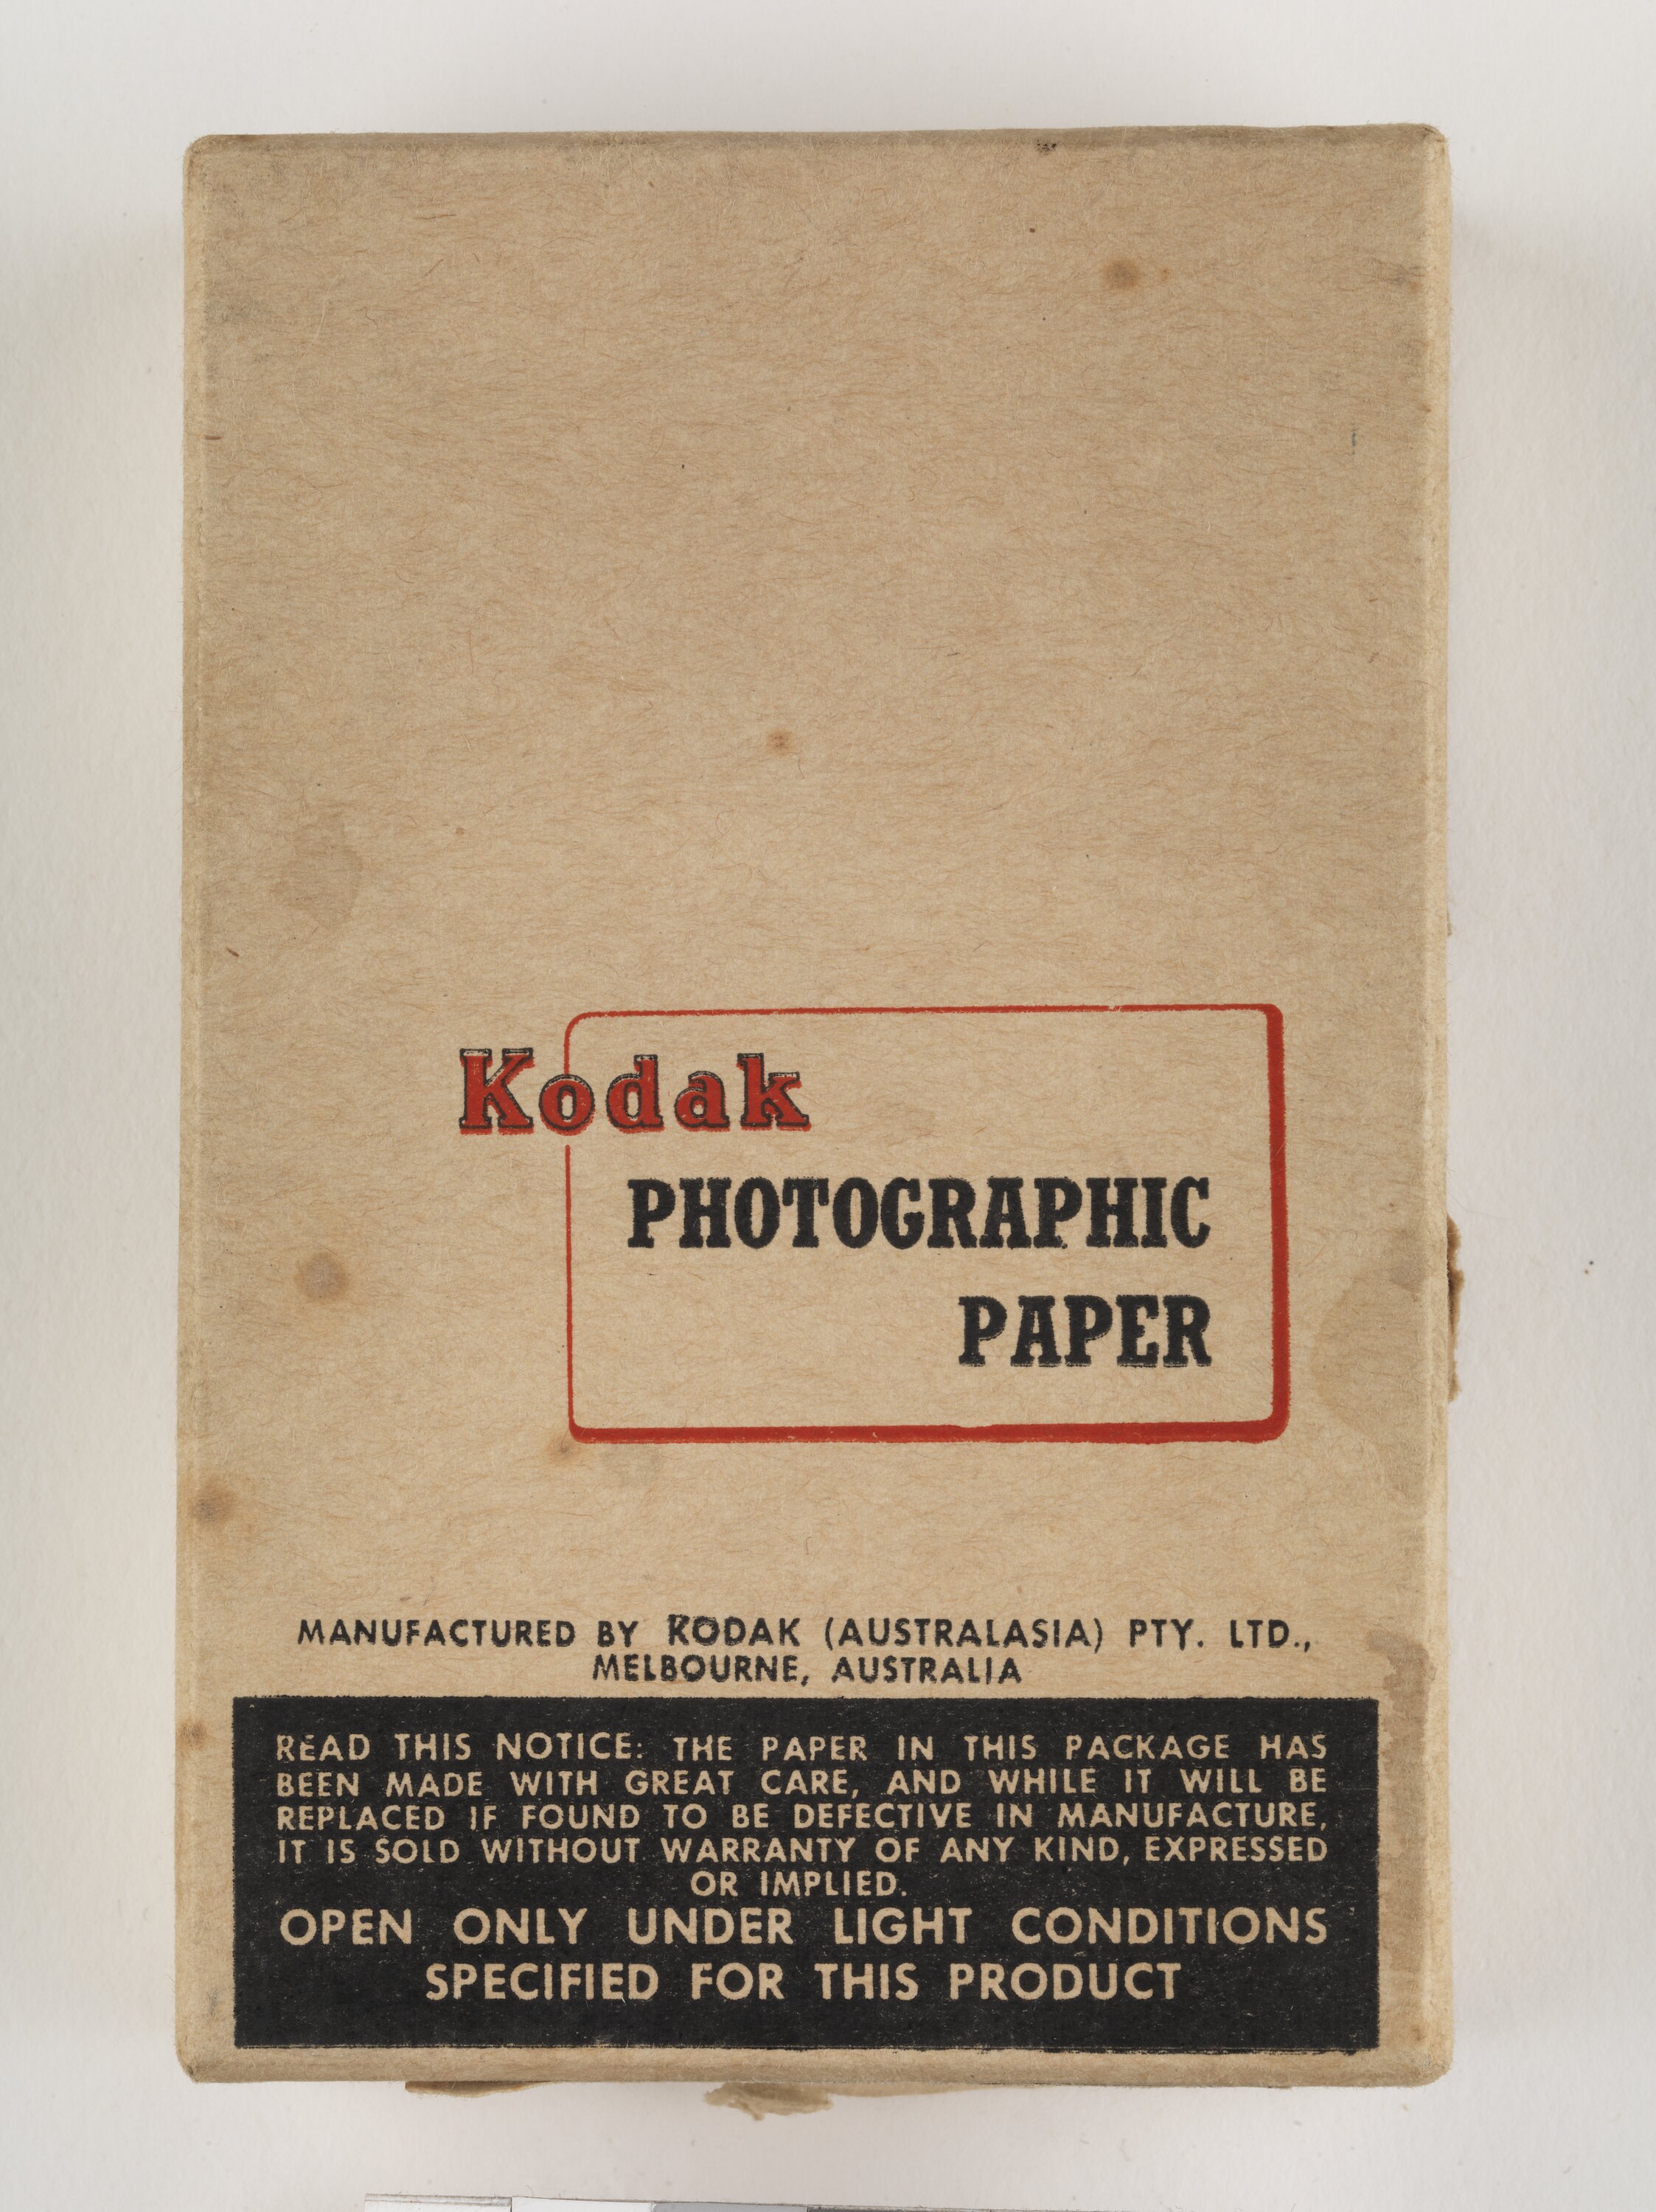 Kodak
PHOTOGRAPHIC
PAPER
MANUFACTURED BY KODAK (AUSTRALASIA) PTY. LTD.,
MELBOURNE, AUSTRALIA
READ THIS NOTICE: THE PAPER IN THIS PACKAGE HAS
BEEN MADE WITH GREAT CARE, AND WHILE IT WILL BE
REPLACED IF FOUND TO BE DEFECTIVE IN MANUFACTURE,
IT IS SOLD WITHOUT WARRANTY OF ANY KIND, EXPRESSED
OR IMPLIED.
OPEN ONLY UNDER LIGHT CONDITIONS
SPECIFIED FOR THIS PRODUCT